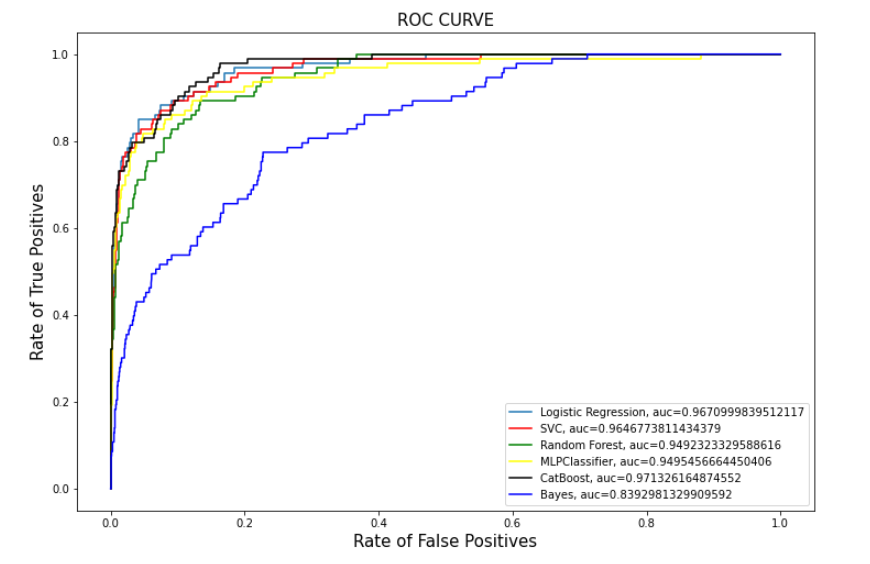 ROC CURVE
Rate of True Positives
1.0
0.8
0.6
0.4
0.2
0.0
Logistic Regression, auc=0.9670999839512117
SVC, auc=0.9646773811434379
Random Forest, auc=0.9492323329588616
MLPClassifier, auc=0.9495456664450406
CatBoost, auc=0.971326164874552
Bayes, auc=0.8392981329909592
0.0 0.2 0.4 0.6 0.8 1.0
Rate of False Positives